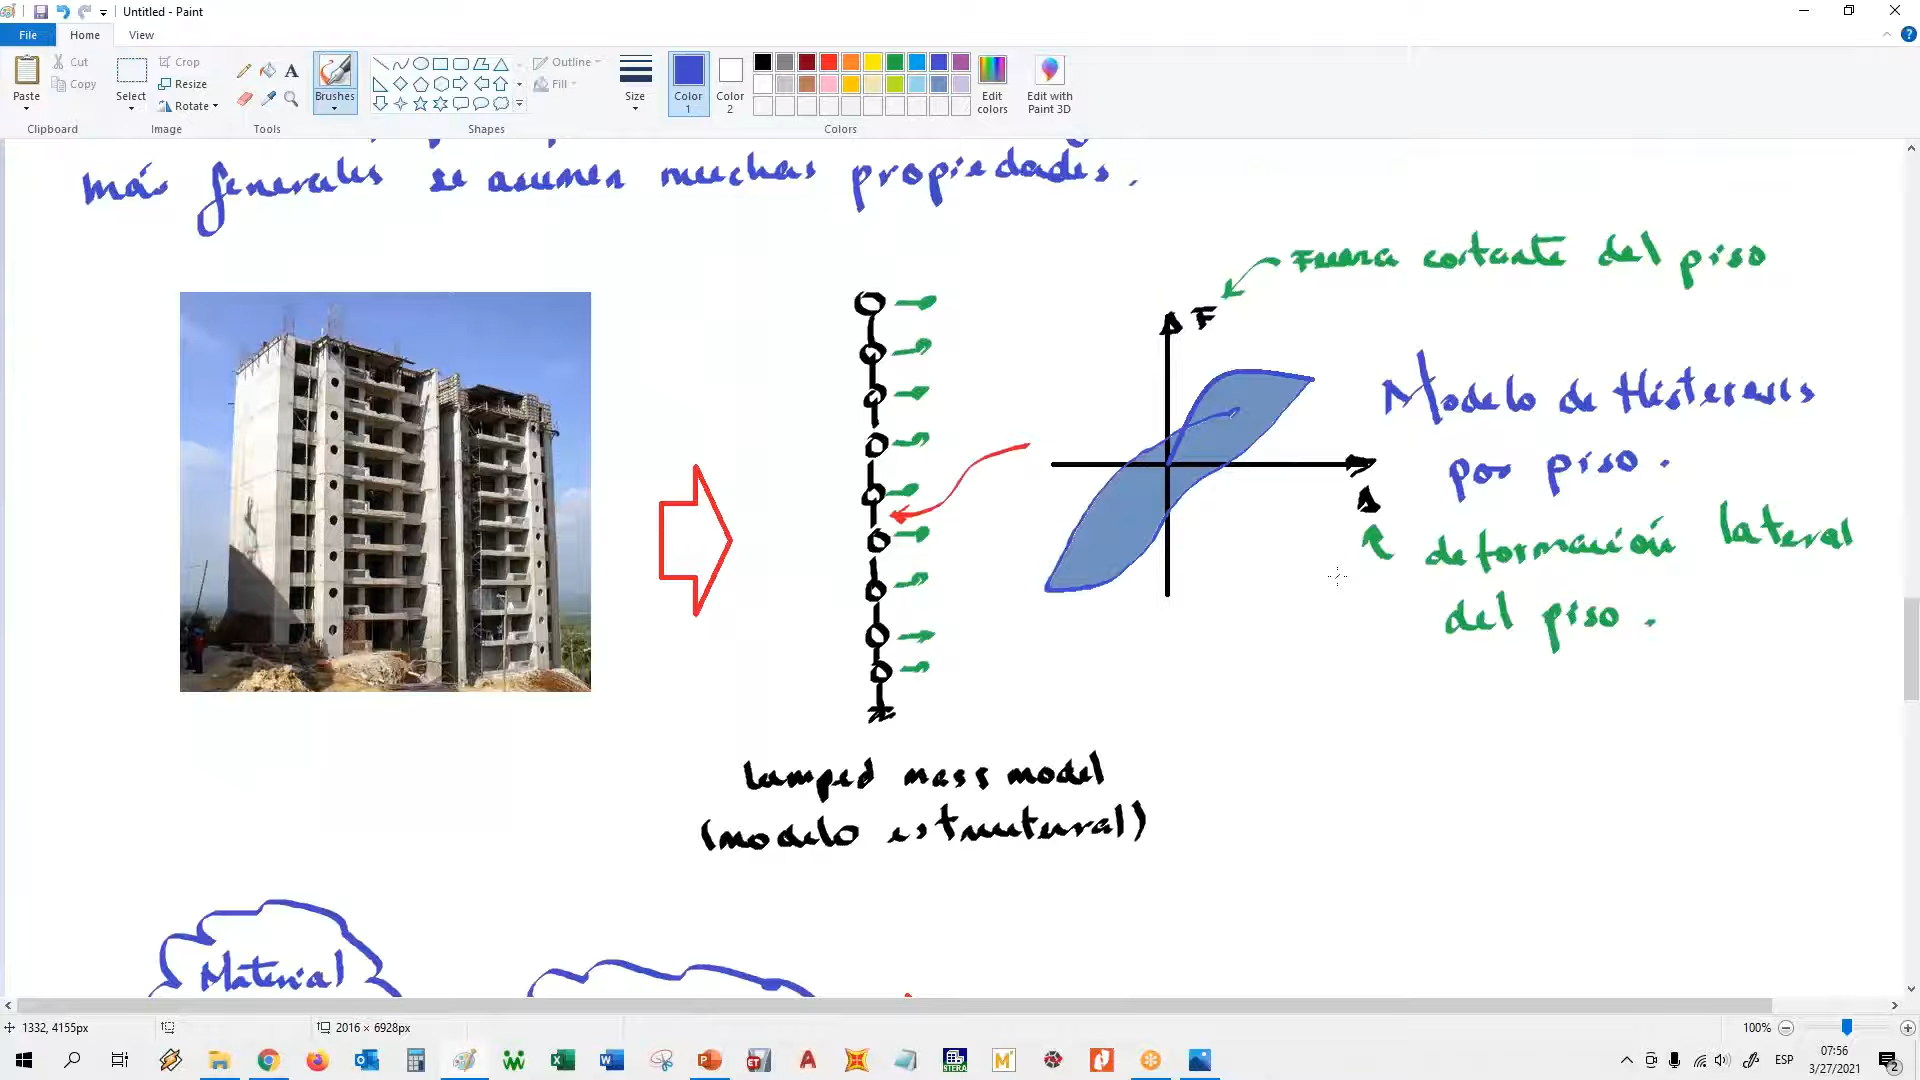 Untitled - Paint
File Home View
Paste Cut Copy Select Crop Resize Rotate Brushes Outline Fill Size Color 1 Color 2 Edit colors Edit with Paint 3D
Clipboard Image Tools Shapes Colors
más generales se asumen muchas propiedades.
Fuerza cortante del piso
F
Modelo de Histeresis
por piso.
Δ
deformación lateral
del piso.
Lumped mass model
(modelo estructural)
Material
1332, 4155px 2016 × 6928px 100%
ESP 07:56
3/27/2021